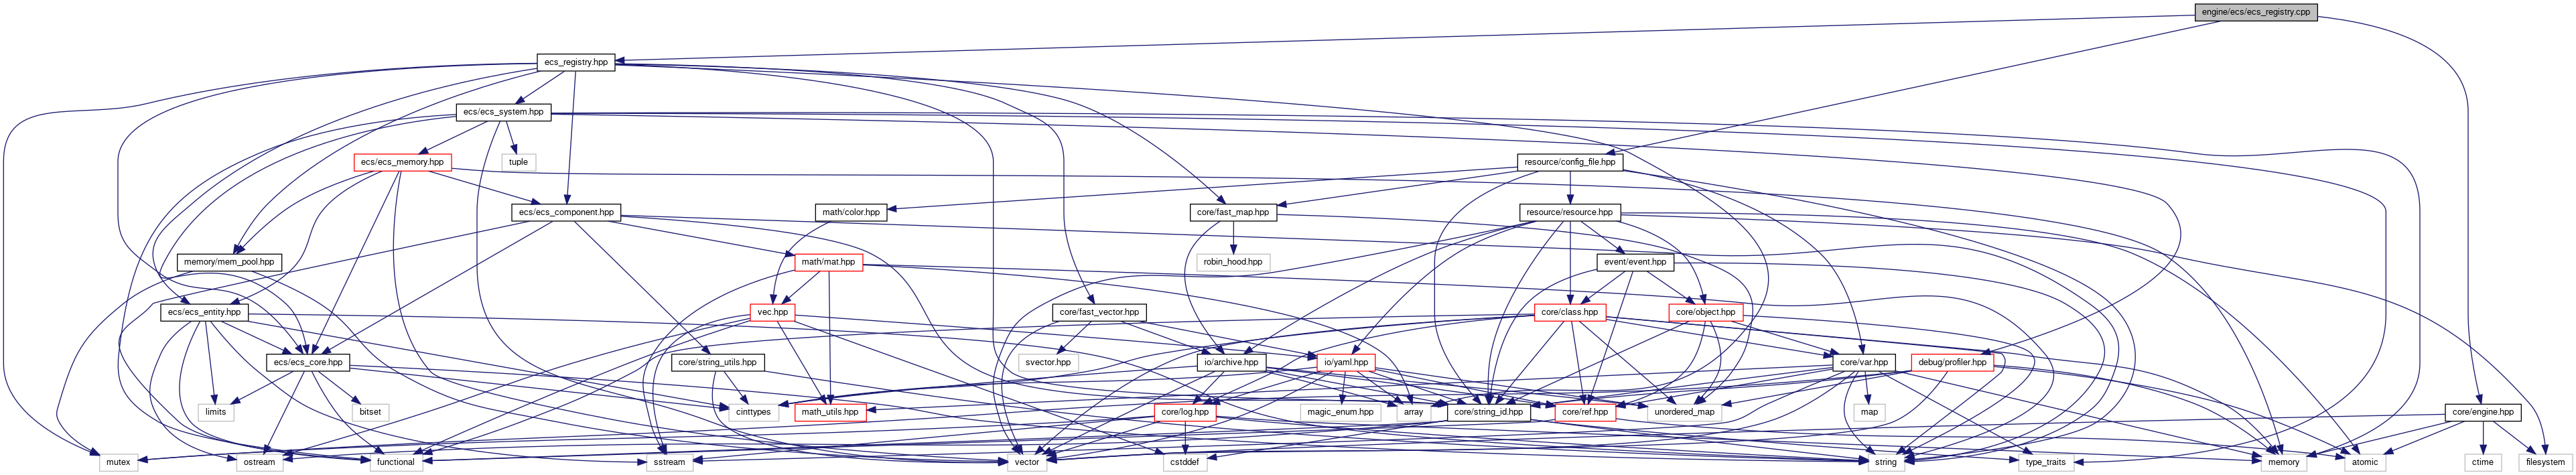 engine/ecs/ecs_registry.cpp
ecs_registry.hpp
ecs/ecs_system.hpp
ecs/ecs_memory.hpp
tuple
resource/config_file.hpp
ecs/ecs_component.hpp
math/color.hpp
core/fast_map.hpp
resource/resource.hpp
memory/mem_pool.hpp
math/mat.hpp
robin_hood.hpp
event/event.hpp
ecs/ecs_entity.hpp
vec.hpp
core/fast_vector.hpp
core/class.hpp
core/object.hpp
ecs/ecs_core.hpp
core/string_utils.hpp
svector.hpp
io/archive.hpp
io/yaml.hpp
core/var.hpp
debug/profiler.hpp
limits
bitset
cinttypes
math_utils.hpp
core/log.hpp
magic_enum.hpp
array
core/string_id.hpp
core/ref.hpp
unordered_map
map
core/engine.hpp
mutex
ostream
functional
sstream
vector
cstddef
string
type_traits
memory
atomic
ctime
filesystem